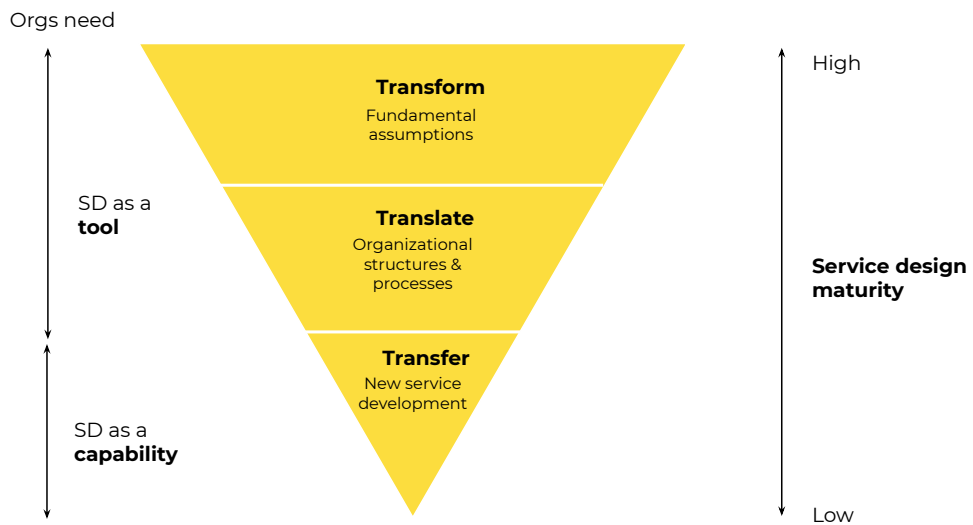 Orgs need
High
Transform
Fundamental
assumptions
SD as a
tool
Translate
Organizational
structures &
processes
Service design
maturity
Transfer
New service
development
SD as a
capability
Low